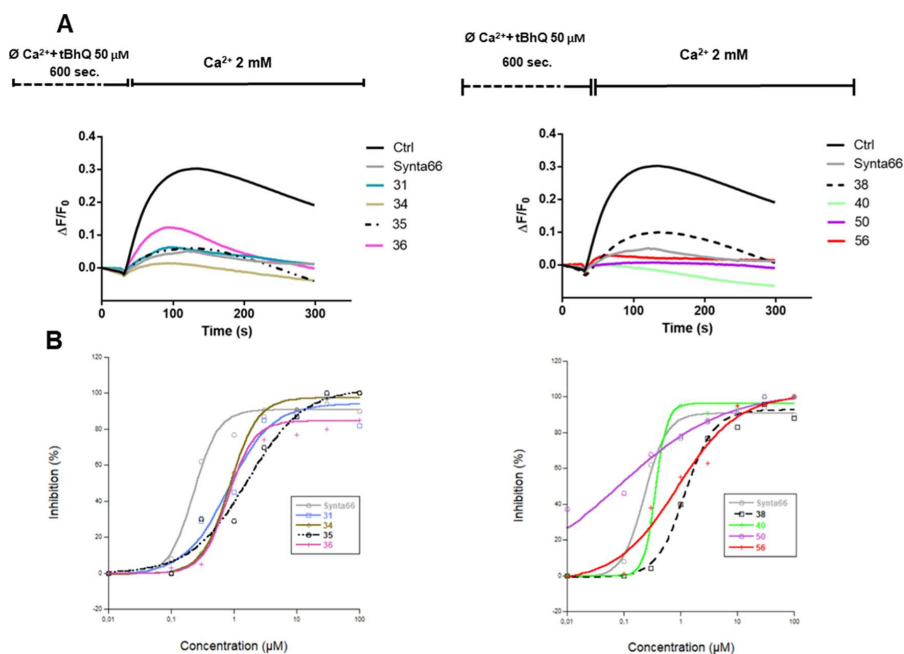 A
Ø Ca²⁺+ tBhQ 50 µM
600 sec.
Ca²⁺ 2 mM
0.4
0.3
0.2
0.1
0.0
-0.1
ΔF/F₀
0
100
200
300
400
Time (s)
Ctrl
Synta66
31
34
35
36
Ø Ca²⁺+ tBhQ 50 µM
600 sec.
Ca²⁺ 2 mM
0.4
0.3
0.2
0.1
0.0
-0.1
ΔF/F₀
0
100
200
300
400
Time (s)
Ctrl
Synta66
38
40
50
56
B
120
100
80
60
40
20
0
-20
Inhibition (%)
0,01
0,1
1
10
100
Concentration (µM)
Synta66
31
34
35
36
120
100
80
60
40
20
0
-20
Inhibition (%)
0,01
0,1
1
10
100
Concentration (µM)
Synta66
38
40
50
56